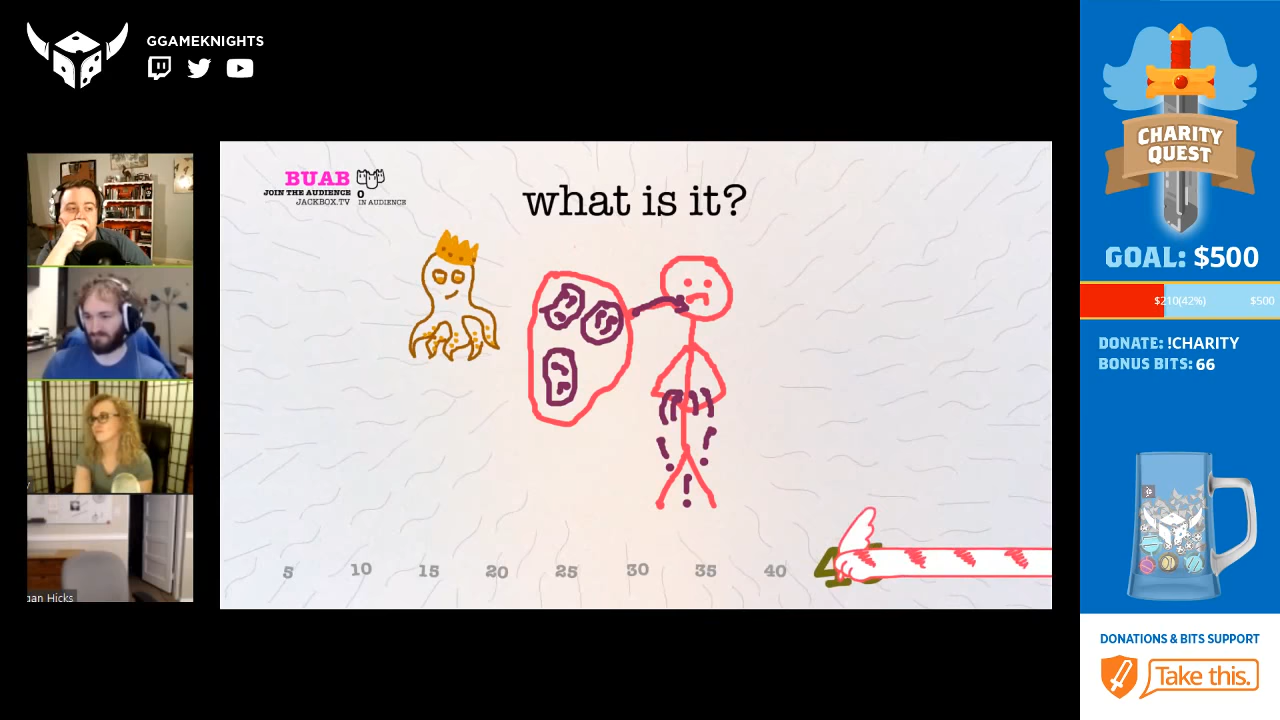 GGAMEKNIGHTS
BUAB
JOIN THE AUDIENCE
JACKBOX.TV
0
IN AUDIENCE
what is it?
5 10 15 20 25 30 35 40
gan Hicks
CHARITY
QUEST
GOAL: $500
$210(42%) $500
DONATE: !CHARITY
BONUS BITS: 66
DONATIONS & BITS SUPPORT
Take this.